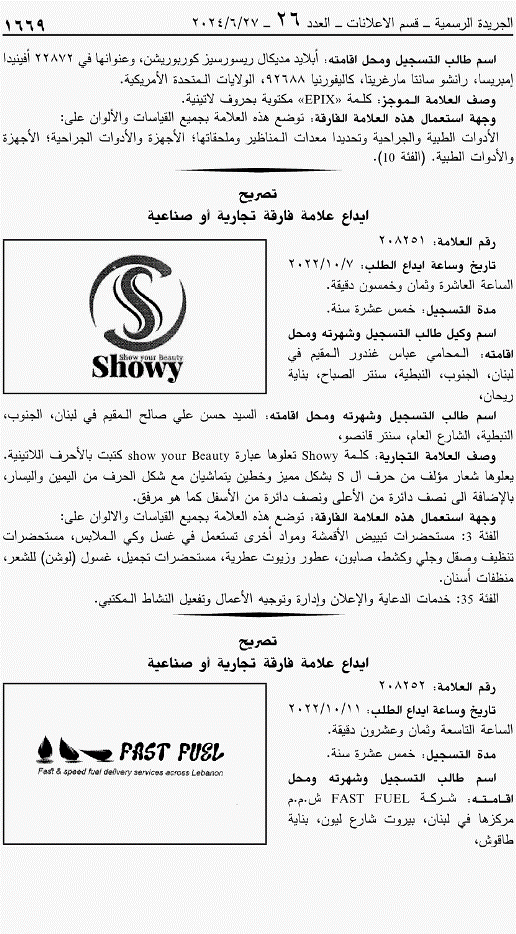 الجريدة الرسمية ـ قسم الاعلانات ـ العدد ٢٦ ـ ٢٠٢٤/٦/٢٧
١٦٦٩
اسم طالب التسجيل ومحل اقامته: أبلايد مديكال ريسورسيز كوربوريشن، وعنوانها في ٢٢٨٧٢ أفينيدا
إمبريسا، رانشو سانتا مارغريتا، كاليفورنيا ٩٢٦٨٨، الولايات المتحدة الأمريكية.
وصف العلامة الموجز: كلمة «EPIX» مكتوبة بحروف لاتينية.
وجهة استعمال هذه العلامة الفارقة: توضع هذه العلامة بجميع القياسات والألوان على:
الأدوات الطبية والجراحية وتحديدا معدات المناظير وملحقاتها؛ الأجهزة والأدوات الجراحية؛ الأجهزة
والأدوات الطبية. (الفئة 10).
تصريح
ايداع علامة فارقة تجارية أو صناعية
رقم العلامة: ٢٠٨٢٥١
تاريخ وساعة ايداع الطلب: ٢٠٢٢/١٠/٧
الساعة العاشرة وثمان وخمسون دقيقة.
مدة التسجيل: خمس عشرة سنة.
اسم وكيل طالب التسجيل وشهرته ومحل
اقامته: المحامي عباس غندور المقيم في
لبنان، الجنوب، النبطية، سنتر الصباح، بناية
ريحان،
Show your Beauty
Showy
اسم طالب التسجيل وشهرته ومحل اقامته: السيد حسن علي صالح المقيم في لبنان، الجنوب،
النبطية، الشارع العام، سنتر قانصو،
وصف العلامة التجارية: كلمة Showy تعلوها عبارة show your Beauty كتبت بالأحرف اللاتينية.
يعلوها شعار مؤلف من حرف ال S بشكل مميز وخطين يتماشيان مع شكل الحرف من اليمين واليسار،
بالإضافة الى نصف دائرة من الأعلى ونصف دائرة من الأسفل كما هو مرفق.
وجهة استعمال هذه العلامة الفارقة: توضع هذه العلامة بجميع القياسات والالوان على:
الفئة 3: مستحضرات تبييض الأقمشة ومواد أخرى تستعمل في غسل وكي الملابس، مستحضرات
تنظيف وصقل وجلي وكشط، صابون، عطور وزيوت عطرية، مستحضرات تجميل، غسول (لوشن) للشعر،
منظفات أسنان.
الفئة 35: خدمات الدعاية والإعلان وإدارة وتوجيه الأعمال وتفعيل النشاط المكتبي.
تصريح
ايداع علامة فارقة تجارية أو صناعية
رقم العلامة: ٢٠٨٢٥٢
تاريخ وساعة ايداع الطلب: ٢٠٢٢/١٠/١١
الساعة التاسعة وثمان وعشرون دقيقة.
مدة التسجيل: خمس عشرة سنة.
اسم طالب التسجيل وشهرته ومحل
اقامته: شركة FAST FUEL ش.م.م
مركزها في لبنان، بيروت شارع ليون، بناية
طاقوش،
FAST FUEL
Fast & speed fuel delivery services across Lebanon